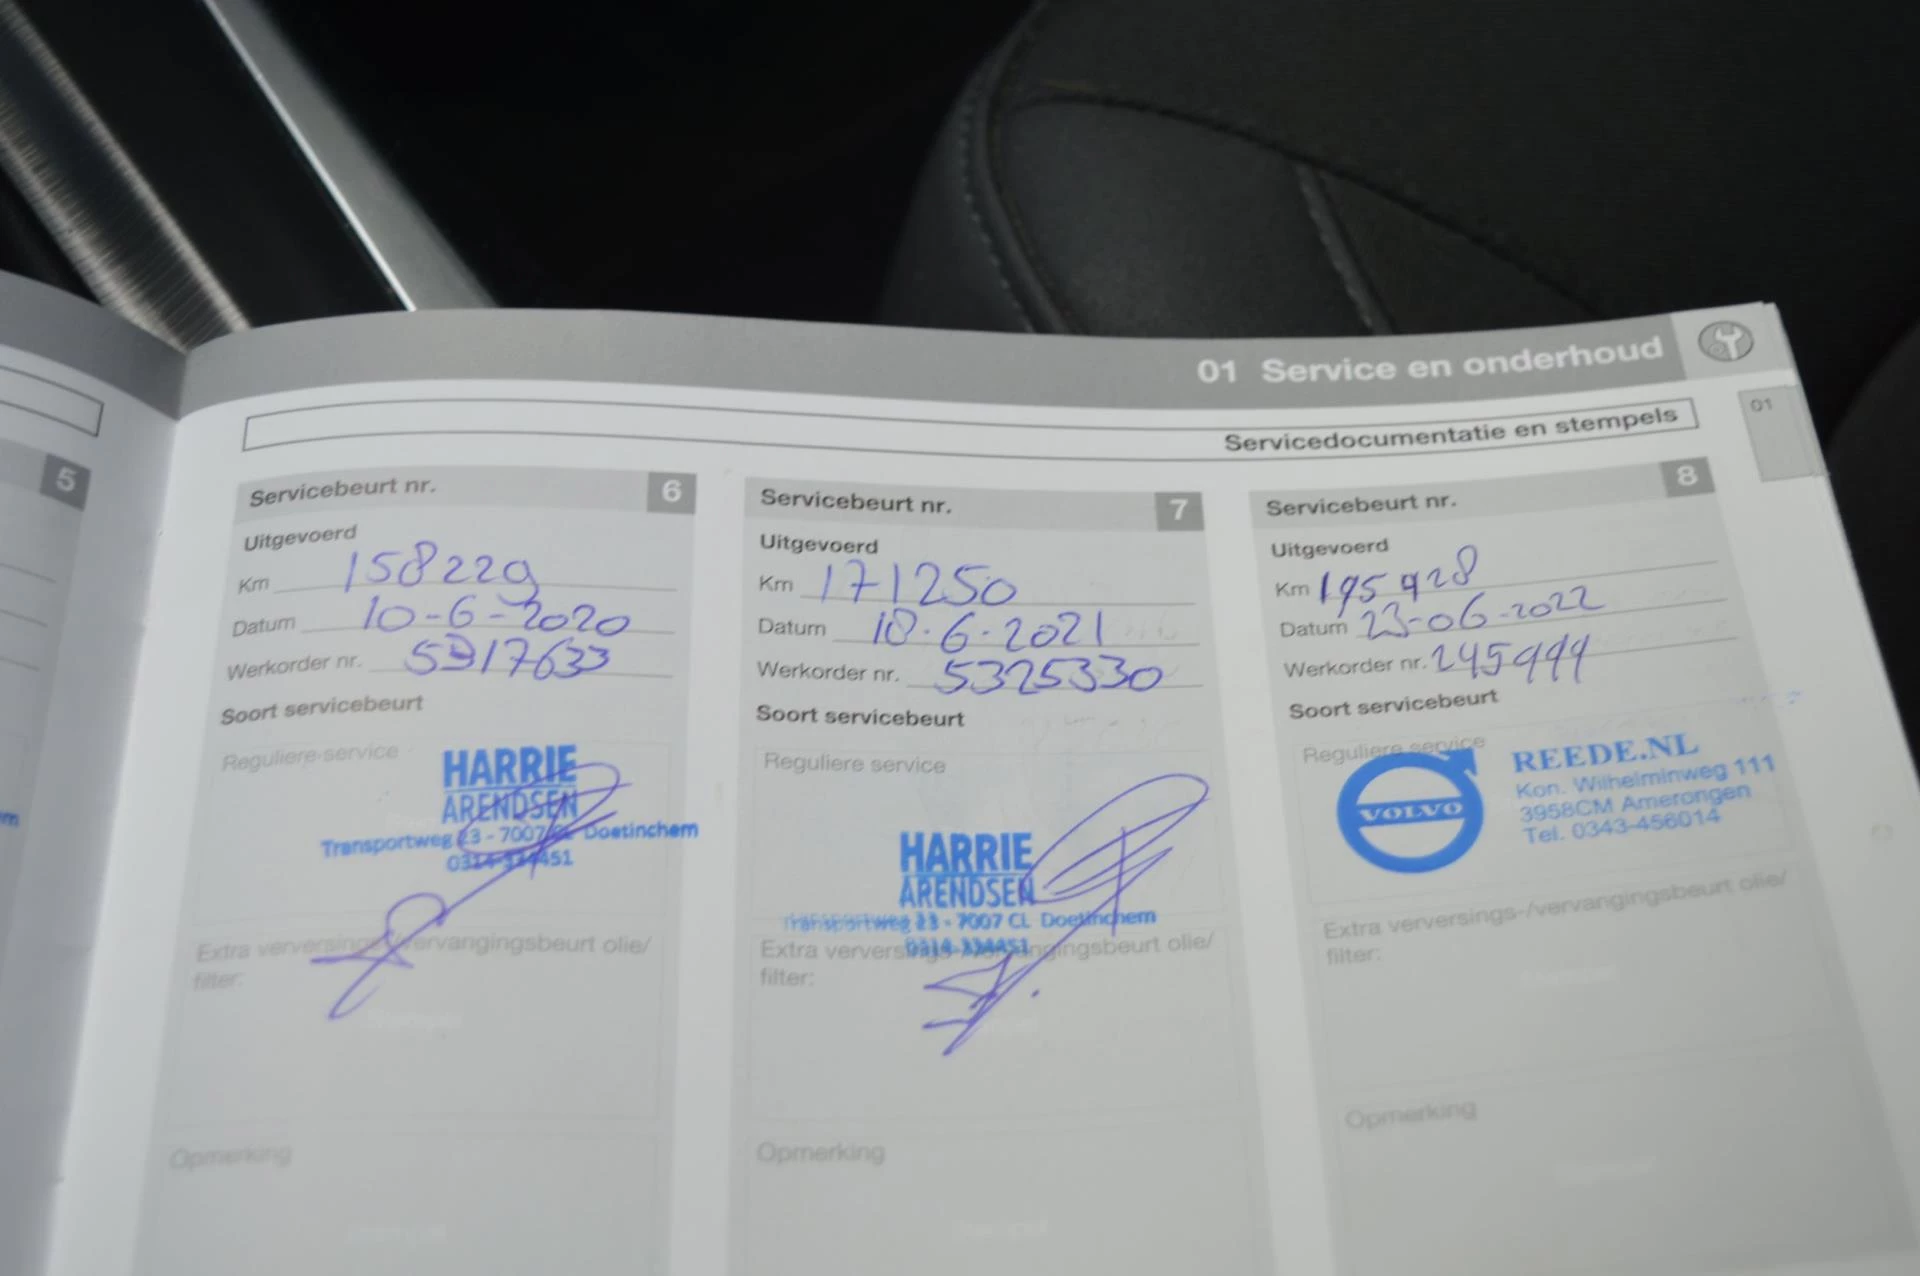 01 Service en onderhoud
01
Servicedocumentatie en stempels
5
Servicebeurt nr. 6
Uitgevoerd
Km 158229
Datum 10-6-2020
Werkorder nr. 5317633
Soort servicebeurt
Reguliere service
HARRIE
ARENDSEN
Transportweg 23 - 7007 CL Doetinchem
0314-334451
Extra verversings-/vervangingsbeurt olie/
filter:
Opmerking
Servicebeurt nr. 7
Uitgevoerd
Km 171250
Datum 18-6-2021
Werkorder nr. 5325330
Soort servicebeurt
Reguliere service
HARRIE
ARENDSEN
Transportweg 23 - 7007 CL Doetinchem
0314-334451
Extra verversings-/vervangingsbeurt olie/
filter:
Opmerking
Servicebeurt nr. 8
Uitgevoerd
Km 195928
Datum 23-06-2022
Werkorder nr.
Soort servicebeurt
Reguliere service
VOLVO
REEDE.NL
Kon. Wilhelminweg 111
3958CM Amerongen
Tel. 0343-456014
Extra verversings-/vervangingsbeurt olie/
filter:
Opmerking